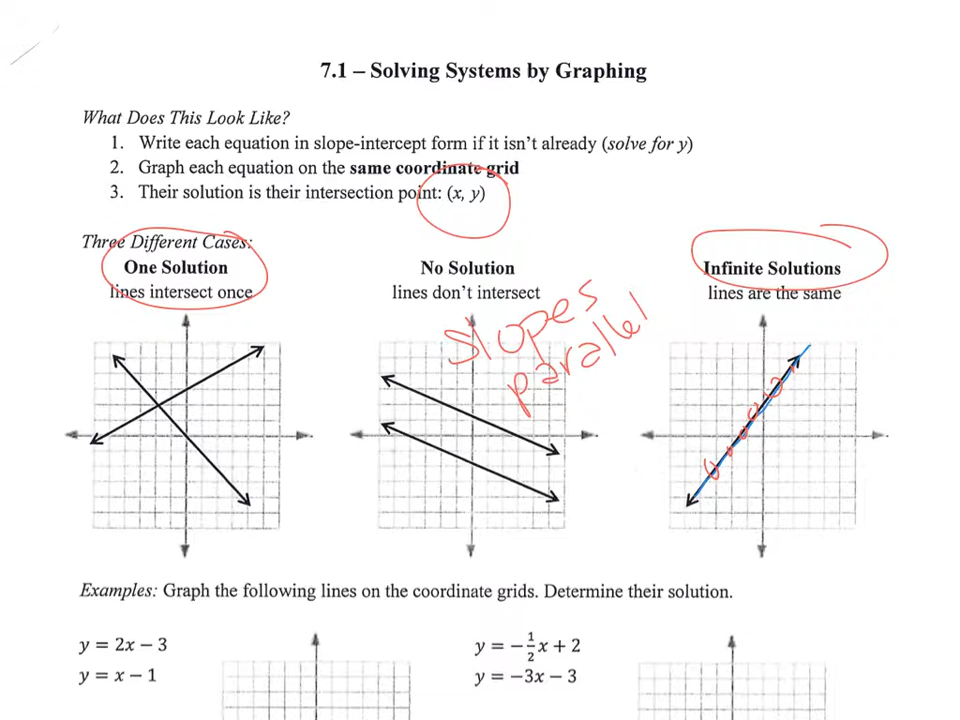 7.1 – Solving Systems by Graphing
What Does This Look Like?
1. Write each equation in slope-intercept form if it isn't already (solve for y)
2. Graph each equation on the same coordinate grid
3. Their solution is their intersection point: (x, y)
Three Different Cases:
One Solution
lines intersect once
No Solution
lines don't intersect
Infinite Solutions
lines are the same
slopes
parallel
Examples: Graph the following lines on the coordinate grids. Determine their solution.
y = 2x − 3
y = x − 1
y = −½x + 2
y = −3x − 3